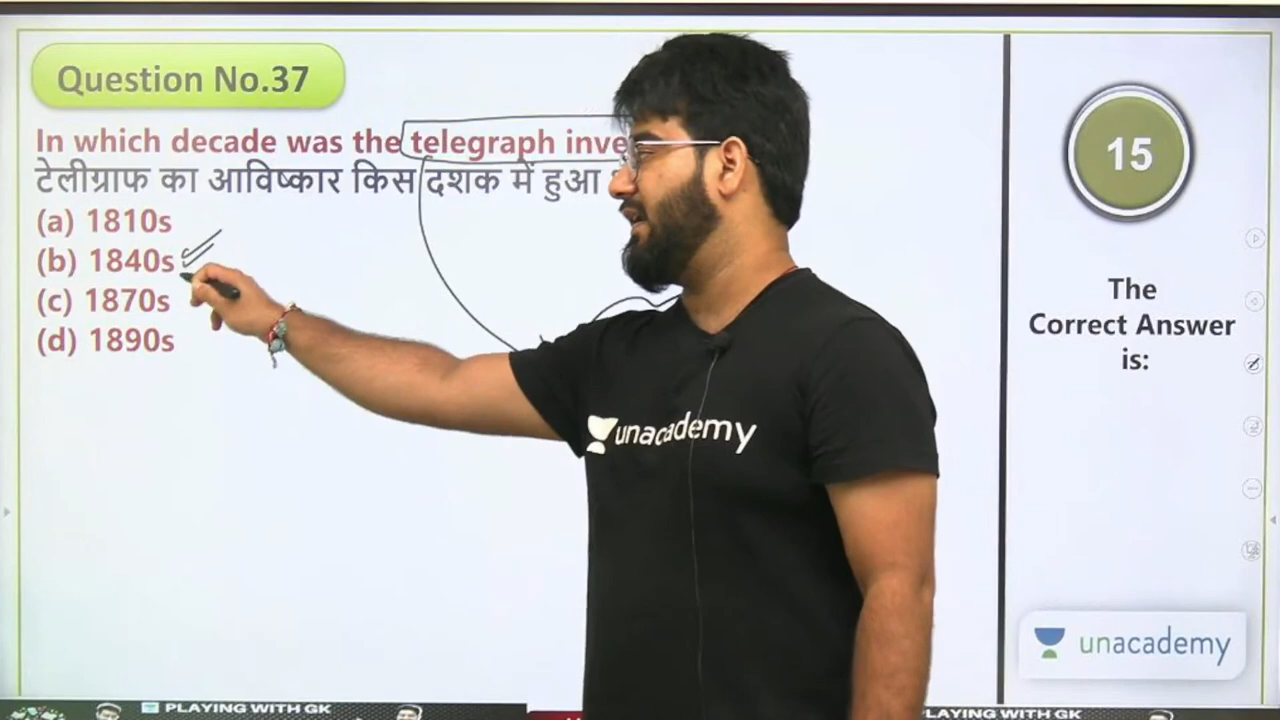 Question No.37
In which decade was the telegraph inve
टेलीग्राफ का आविष्कार किस दशक में हुआ
(a) 1810s
(b) 1840s
(c) 1870s
(d) 1890s
15
The
Correct Answer
is:
unacademy
unacademy
PLAYING WITH GK
LAYING WITH GK